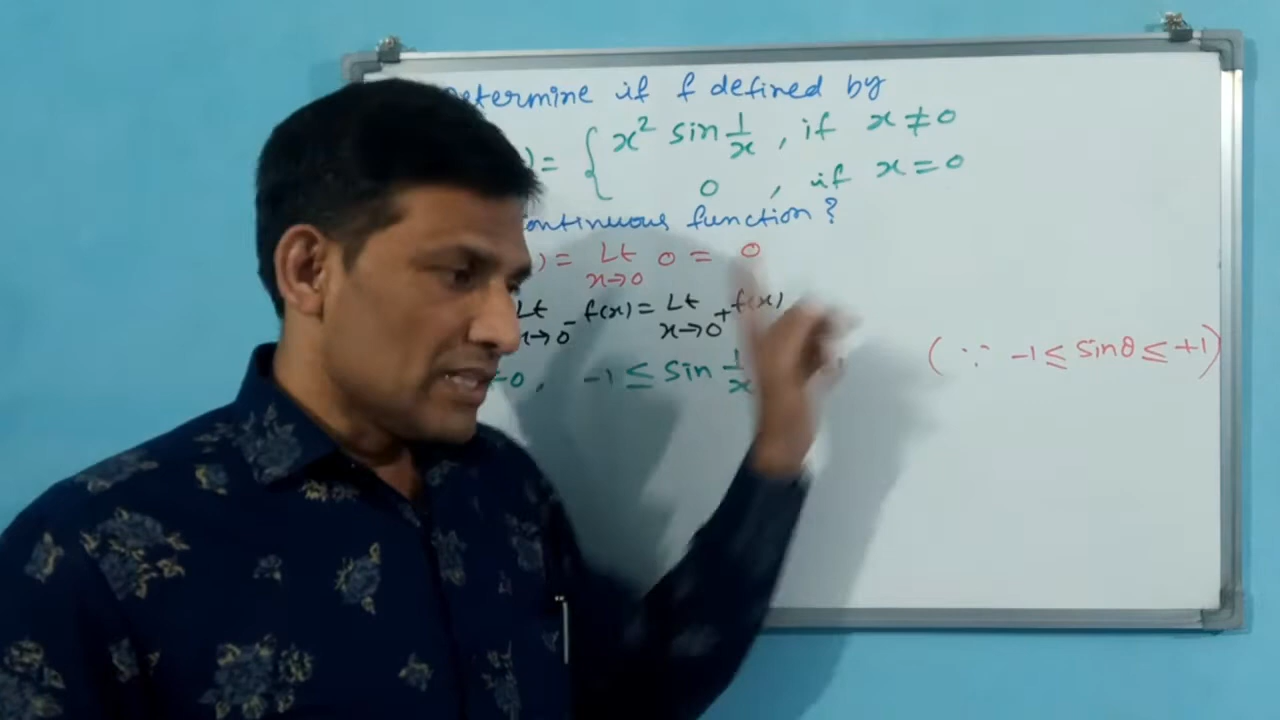 etermine if f defined by
) = { x² sin 1/x , if x ≠ 0
0 , if x = 0
ontinuous function ?
) = Lt x→0 0 = 0
Lt x→0⁻ f(x) = Lt x→0⁺ f(x)
0 , -1 ≤ sin 1/x
( ∵ -1 ≤ sinθ ≤ +1 )